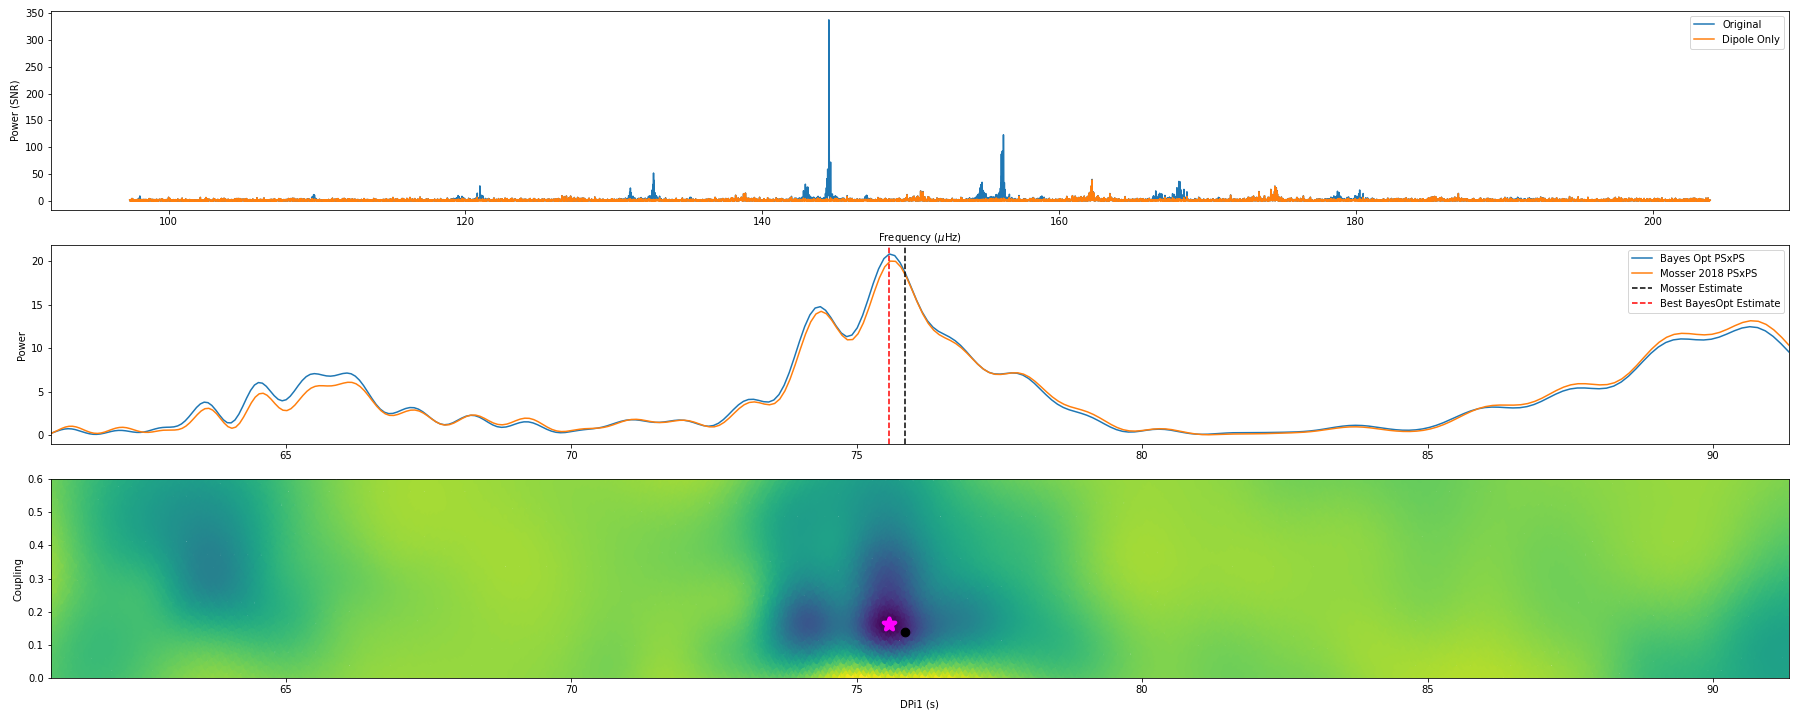 350
300
250
200
150
100
50
0
Power (SNR)
Original
Dipole Only
100 120 140 160 180 200
Frequency (μHz)
20
15
10
5
0
Power
Bayes Opt PSxPS
Mosser 2018 PSxPS
Mosser Estimate
Best BayesOpt Estimate
65 70 75 80 85 90
0.6
0.5
0.4
0.3
0.2
0.1
0.0
Coupling
65 70 75 80 85 90
DPi1 (s)